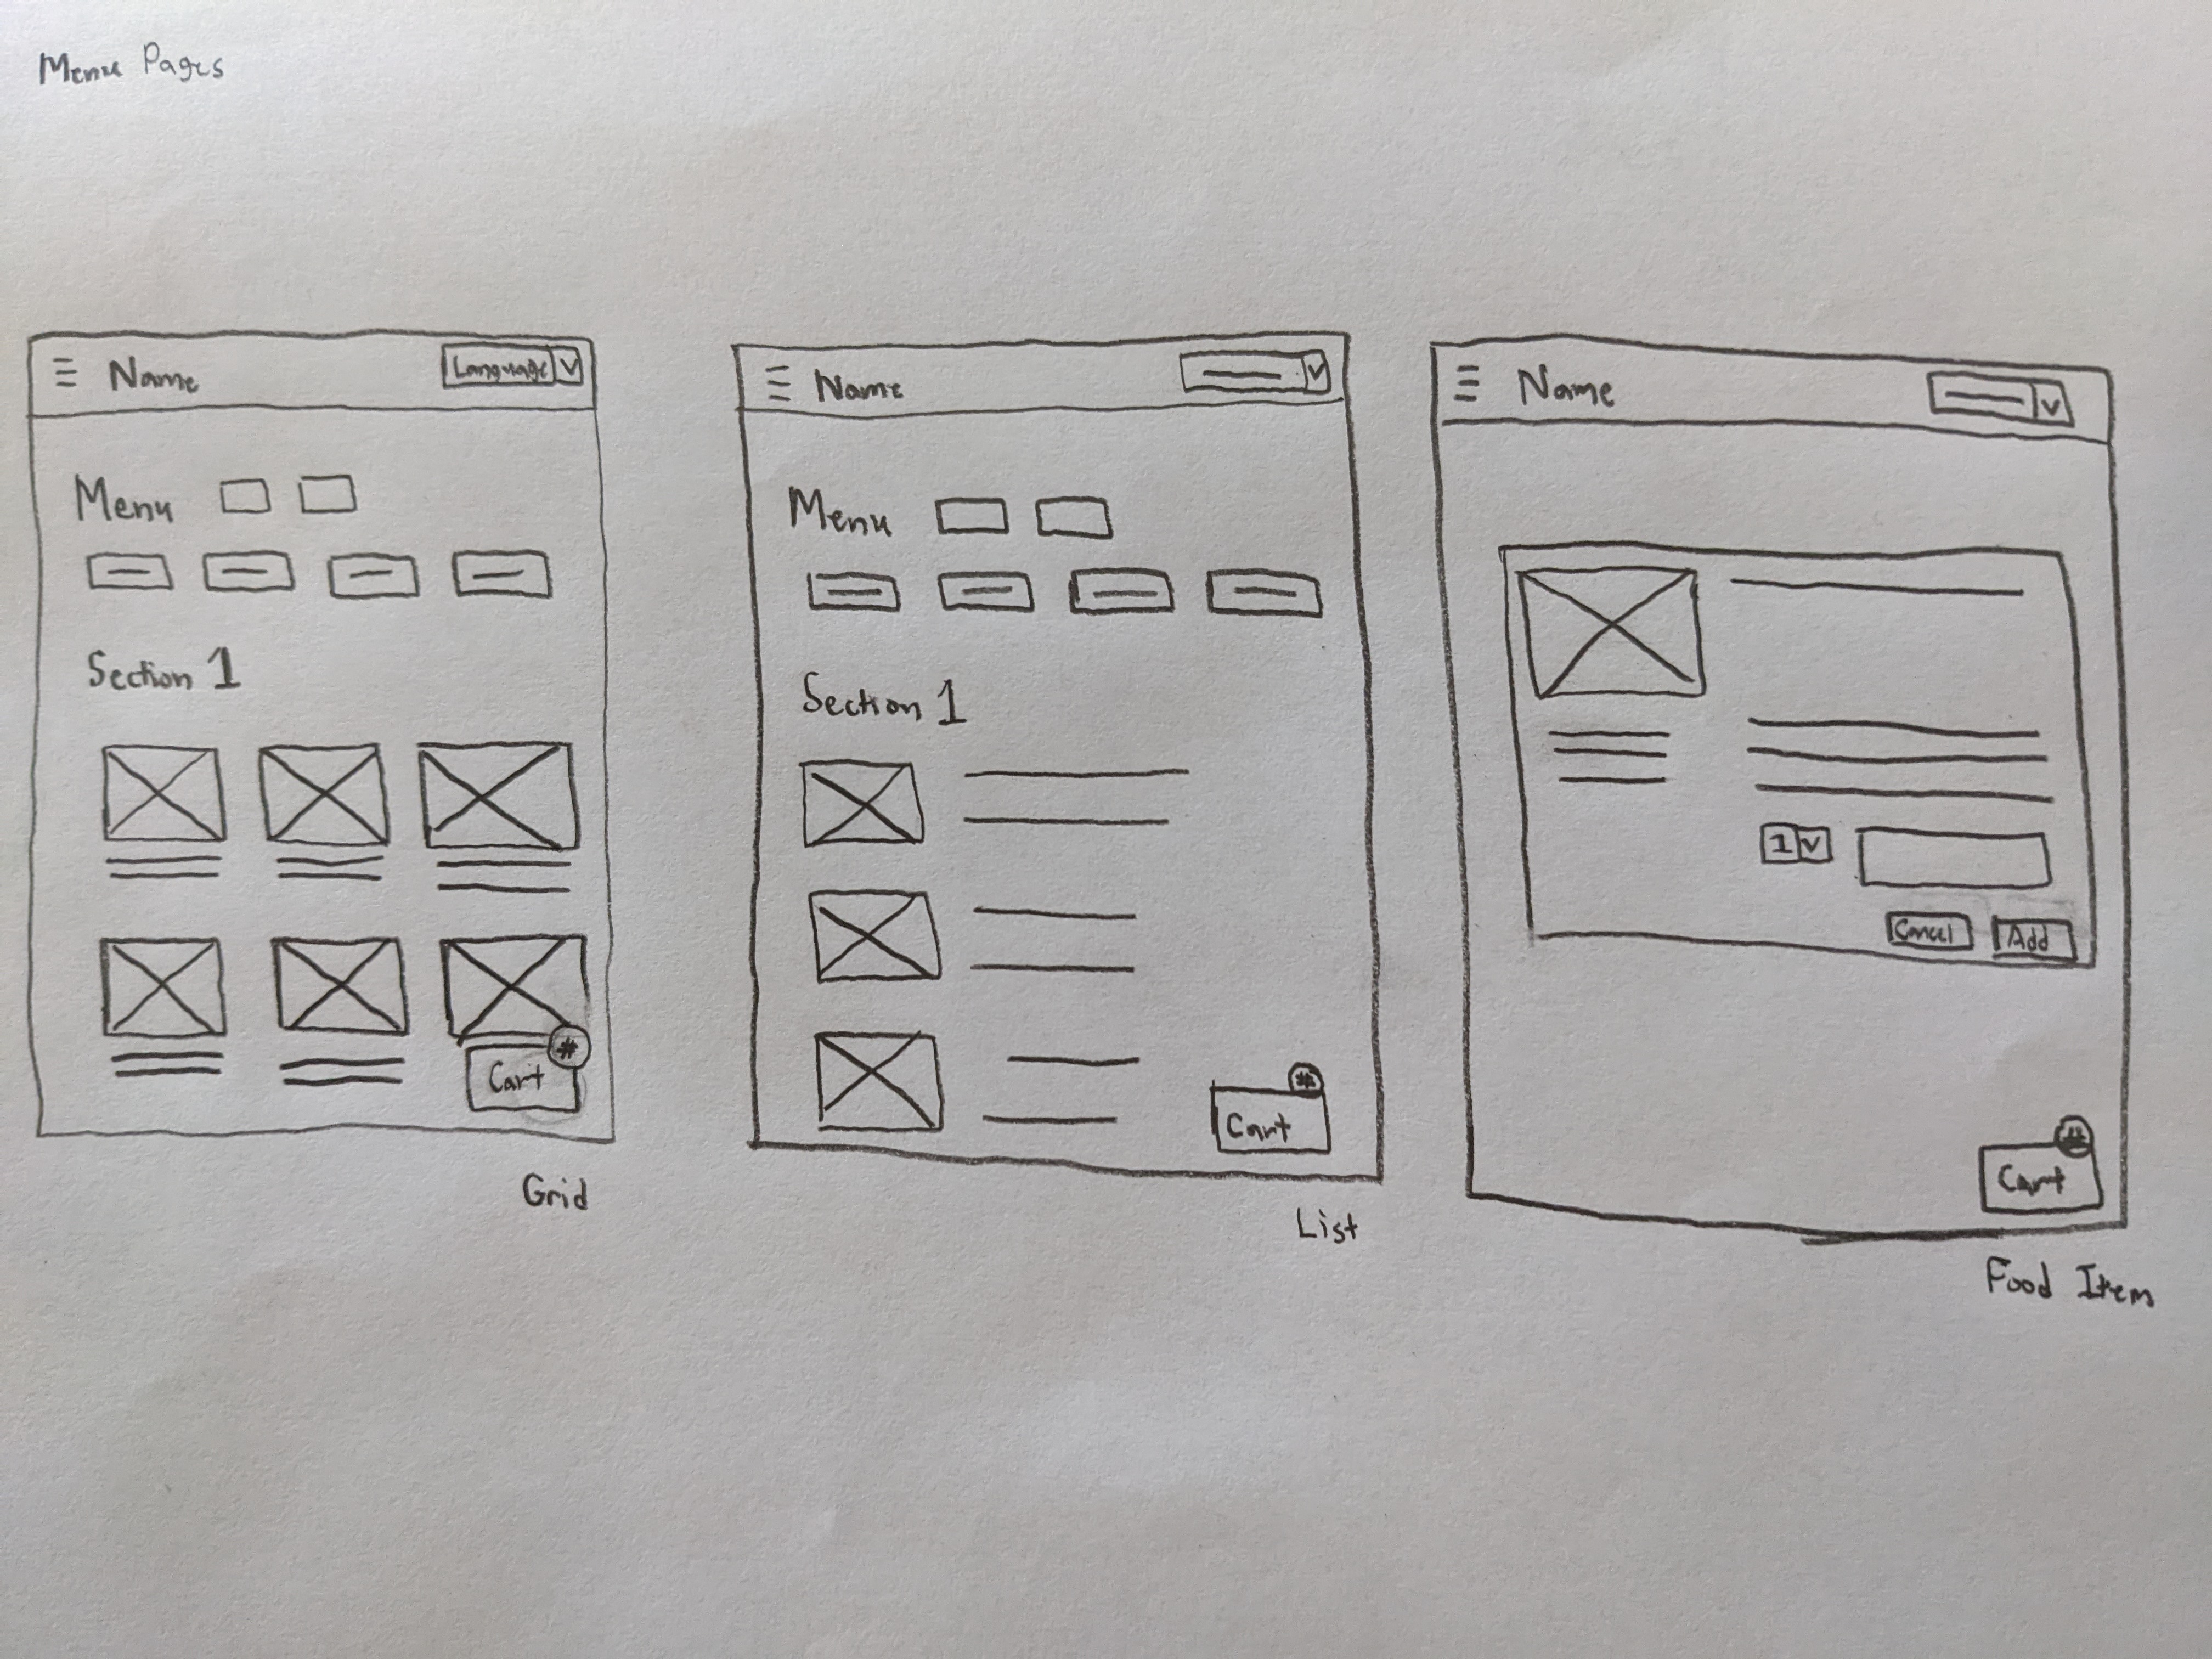 Menu Pages
Name
Language
Menu
Section 1
#
Cart
Grid
Name
Menu
Section 1
#
Cart
List
Name
1
Cancel
Add
#
Cart
Food Item